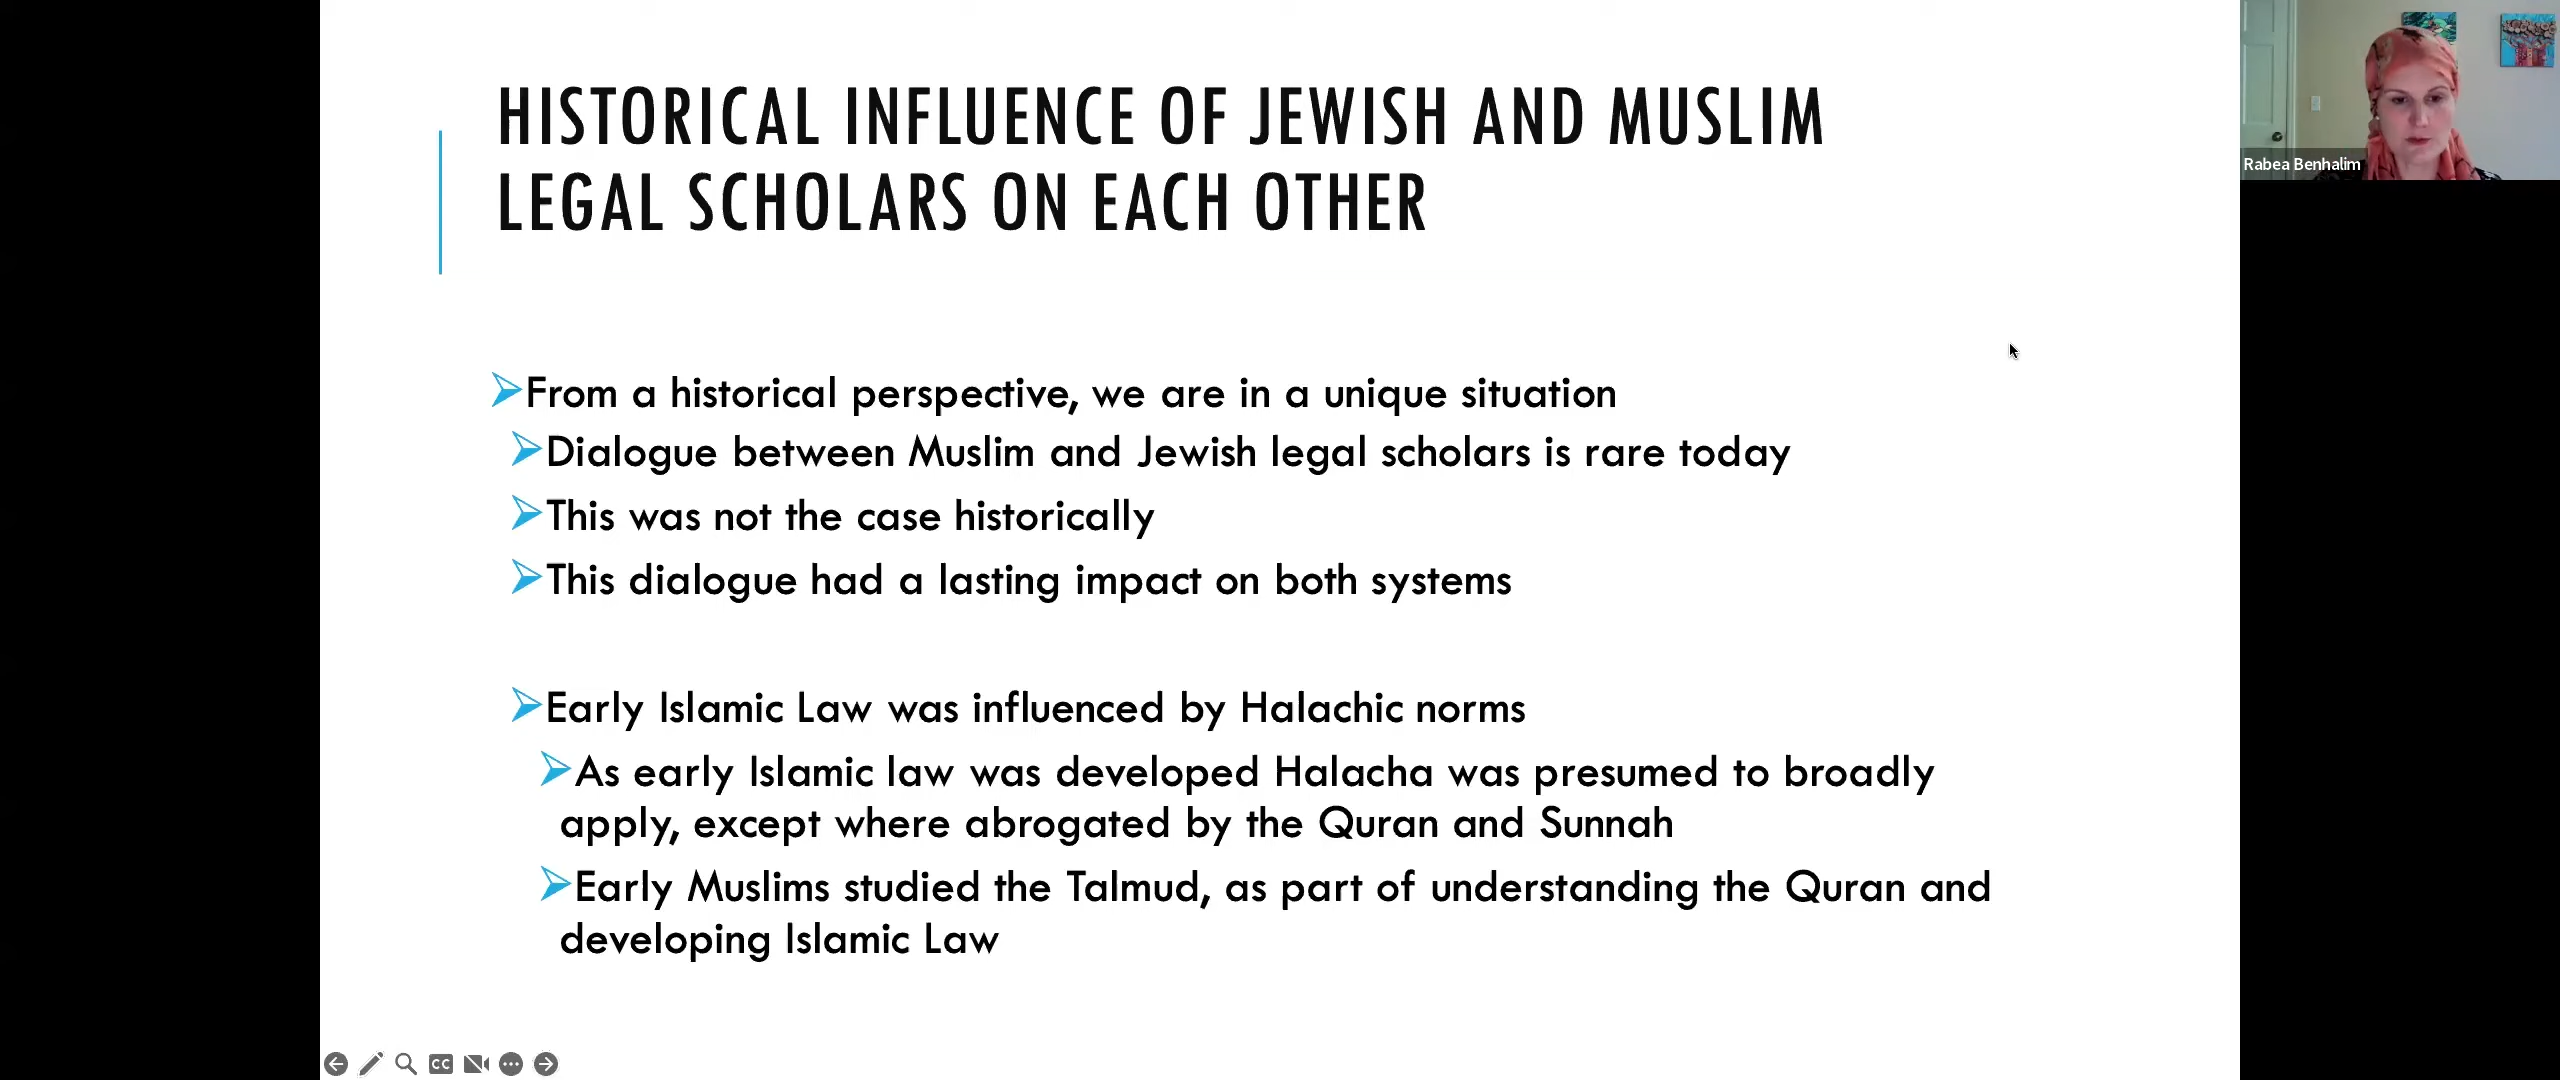 HISTORICAL INFLUENCE OF JEWISH AND MUSLIM
LEGAL SCHOLARS ON EACH OTHER
Rabea Benhalim
From a historical perspective, we are in a unique situation
Dialogue between Muslim and Jewish legal scholars is rare today
This was not the case historically
This dialogue had a lasting impact on both systems
Early Islamic Law was influenced by Halachic norms
As early Islamic law was developed Halacha was presumed to broadly
apply, except where abrogated by the Quran and Sunnah
Early Muslims studied the Talmud, as part of understanding the Quran and
developing Islamic Law
CC